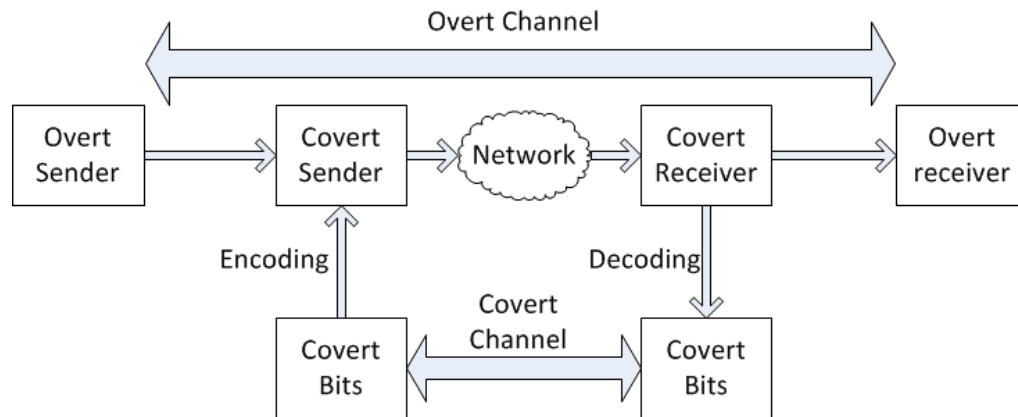 Overt Channel
Overt
Sender
Covert
Sender
Network
Covert
Receiver
Overt
receiver
Encoding
Decoding
Covert
Channel
Covert
Bits
Covert
Bits